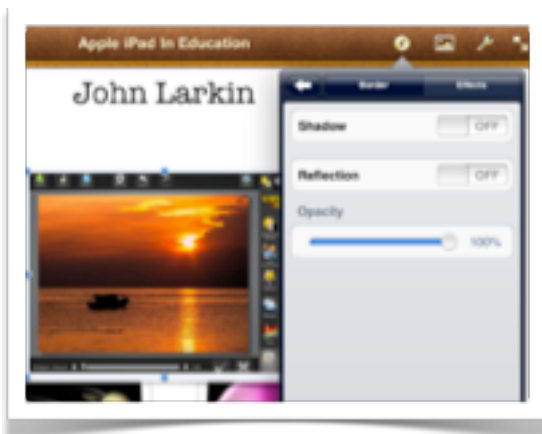 Apple iPad In Education
John Larkin
Border Effects
Shadow OFF
Reflection OFF
Opacity
100%